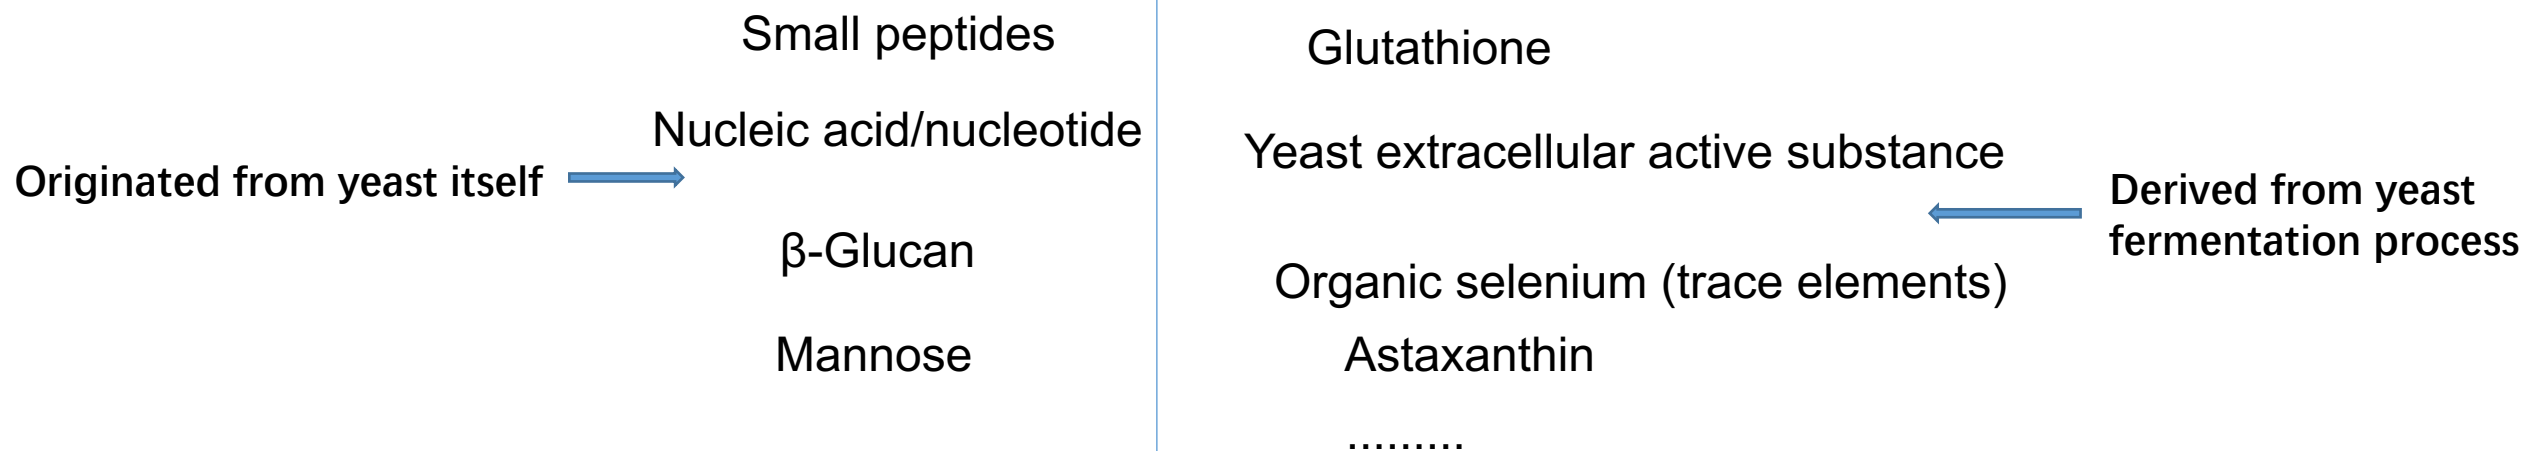 Originated from yeast itself
Small peptides
Nucleic acid/nucleotide
β-Glucan
Mannose
Glutathione
Yeast extracellular active substance
Organic selenium (trace elements)
Astaxanthin
.........
Derived from yeast
fermentation process